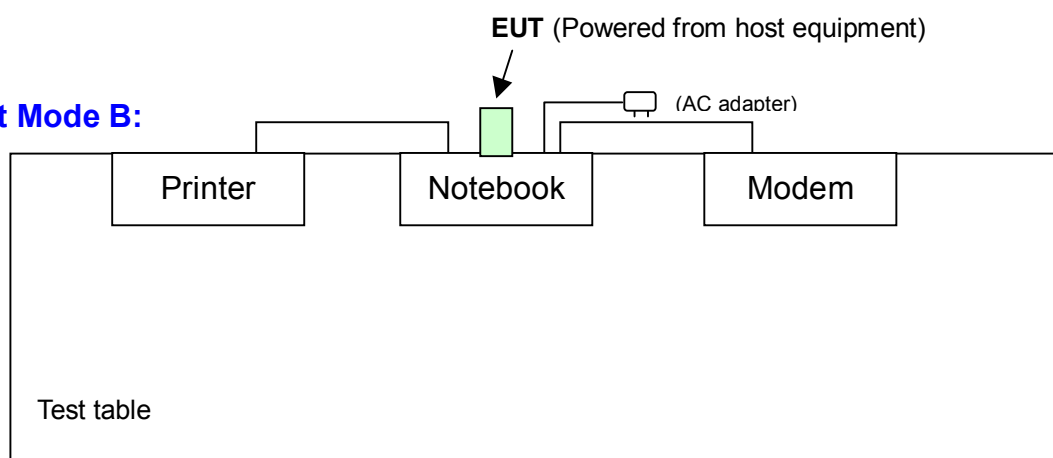 EUT (Powered from host equipment)
t Mode B:
(AC adapter)
Printer
Notebook
Modem
Test table